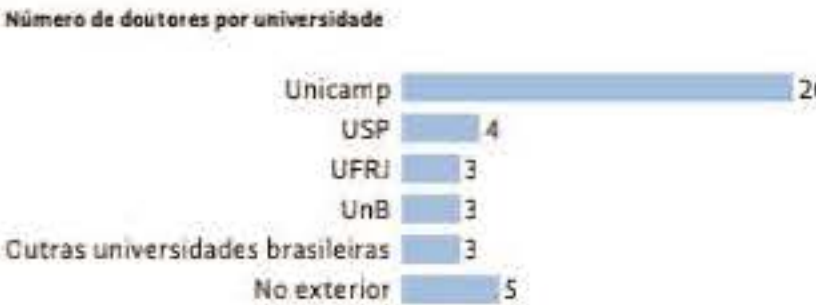 Número de doutores por universidade
Unicamp 20
USP 4
UFRJ 3
UnB 3
Outras universidades brasileiras 3
No exterior 5